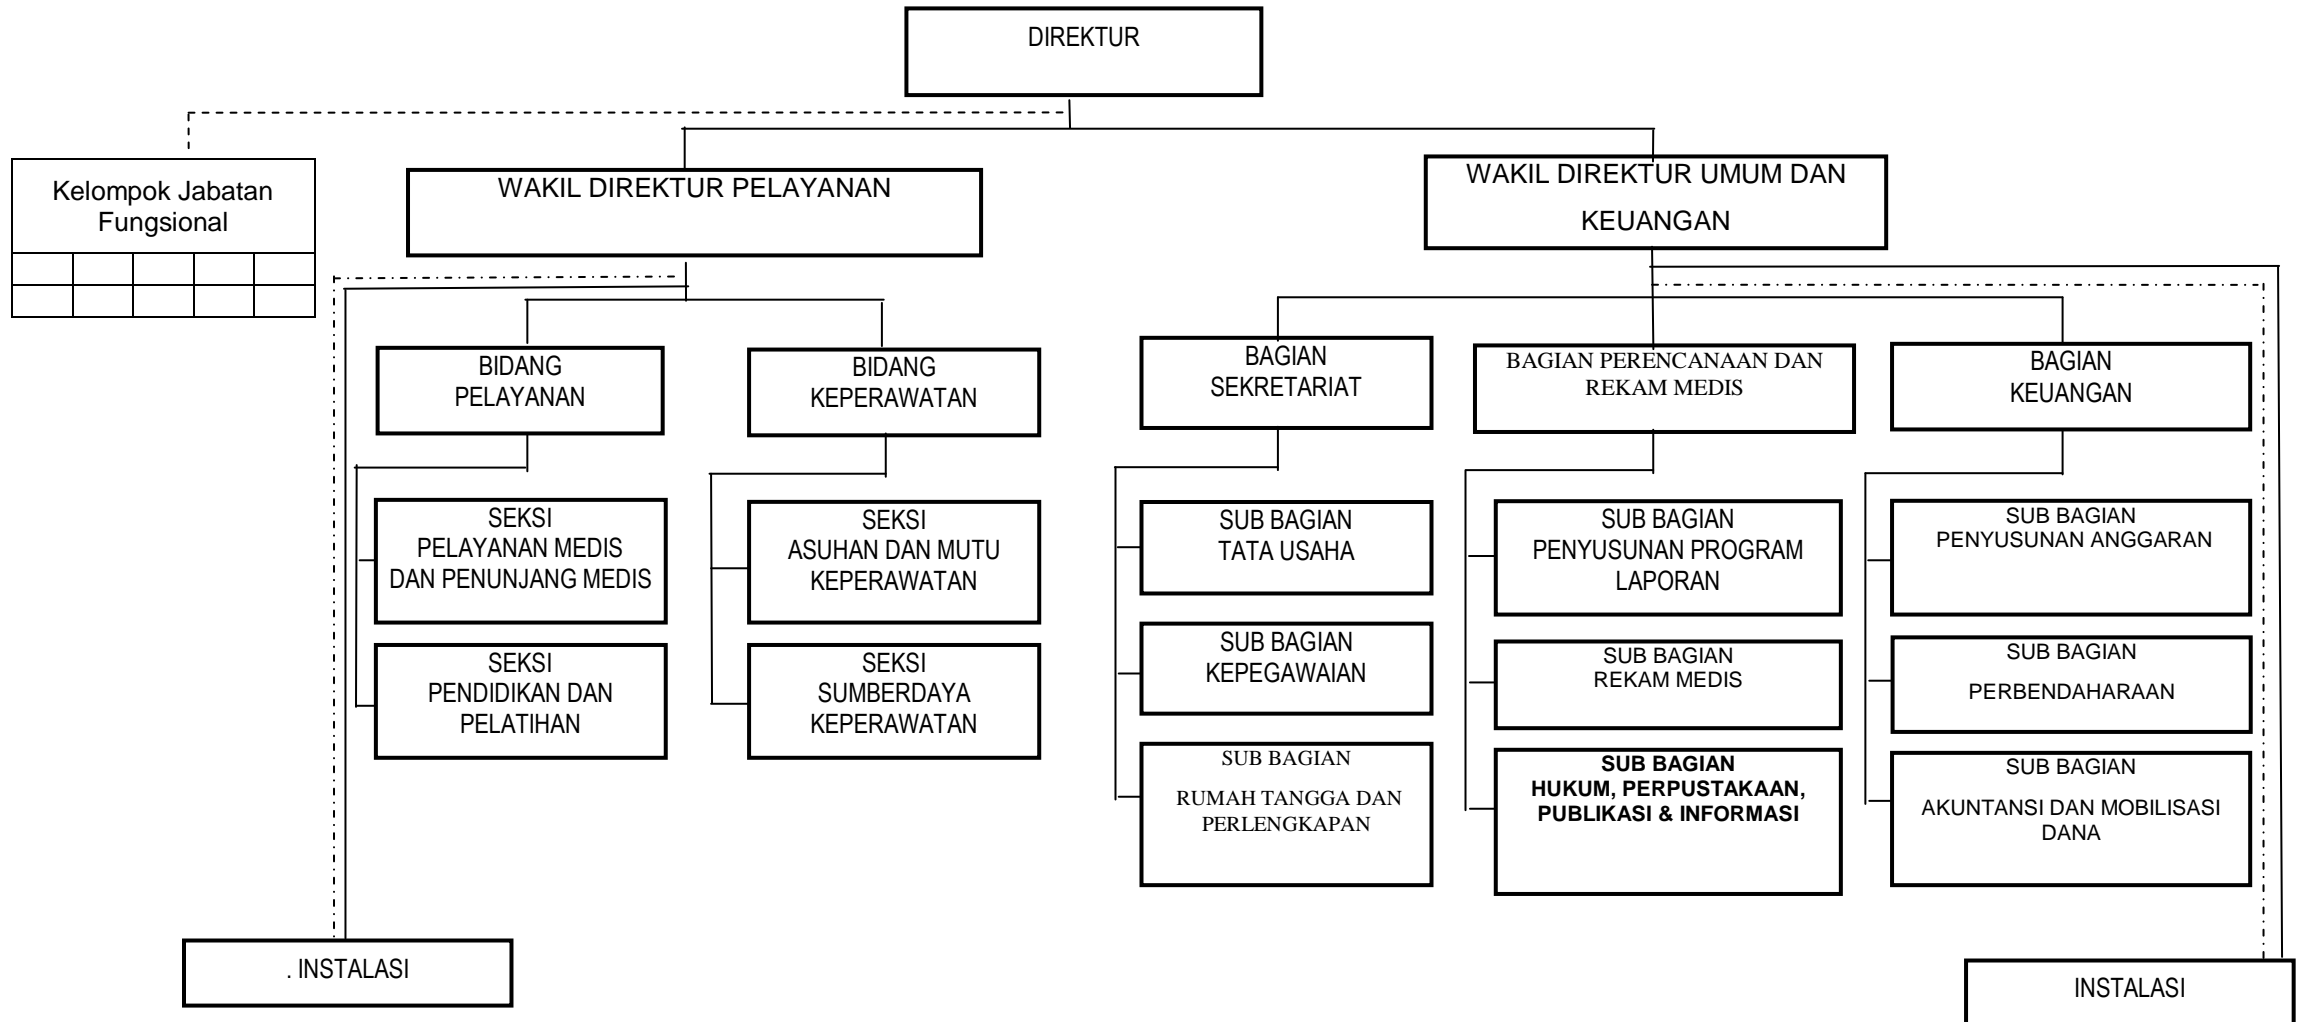 DIREKTUR
Kelompok Jabatan
Fungsional
WAKIL DIREKTUR PELAYANAN
WAKIL DIREKTUR UMUM DAN
KEUANGAN
BIDANG
PELAYANAN
BIDANG
KEPERAWATAN
BAGIAN
SEKRETARIAT
BAGIAN PERENCANAAN DAN
REKAM MEDIS
BAGIAN
KEUANGAN
SEKSI
PELAYANAN MEDIS
DAN PENUNJANG MEDIS
SEKSI
ASUHAN DAN MUTU
KEPERAWATAN
SUB BAGIAN
TATA USAHA
SUB BAGIAN
PENYUSUNAN PROGRAM
LAPORAN
SUB BAGIAN
PENYUSUNAN ANGGARAN
SEKSI
PENDIDIKAN DAN
PELATIHAN
SEKSI
SUMBERDAYA
KEPERAWATAN
SUB BAGIAN
KEPEGAWAIAN
SUB BAGIAN
REKAM MEDIS
SUB BAGIAN
PERBENDAHARAAN
SUB BAGIAN
RUMAH TANGGA DAN
PERLENGKAPAN
SUB BAGIAN
HUKUM, PERPUSTAKAAN,
PUBLIKASI & INFORMASI
SUB BAGIAN
AKUNTANSI DAN MOBILISASI
DANA
. INSTALASI
INSTALASI